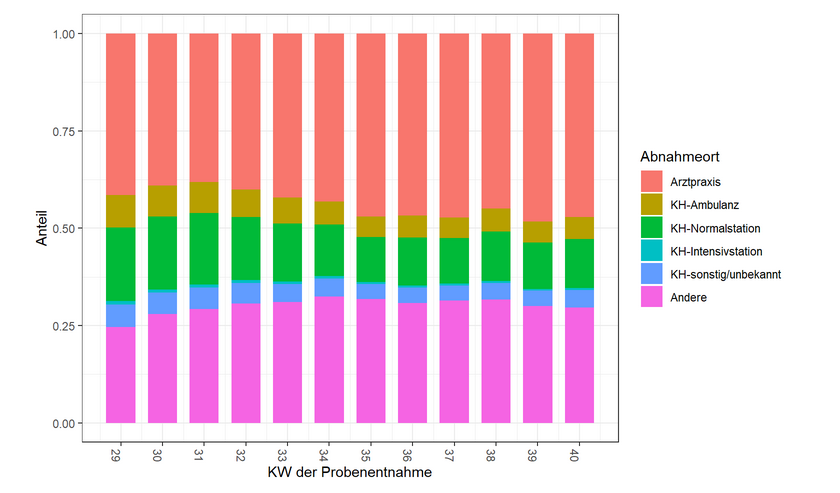 1.00
0.75
0.50
0.25
0.00
Anteil
29
30
31
32
33
34
35
36
37
38
39
40
KW der Probenentnahme
Abnahmeort
Arztpraxis
KH-Ambulanz
KH-Normalstation
KH-Intensivstation
KH-sonstig/unbekannt
Andere